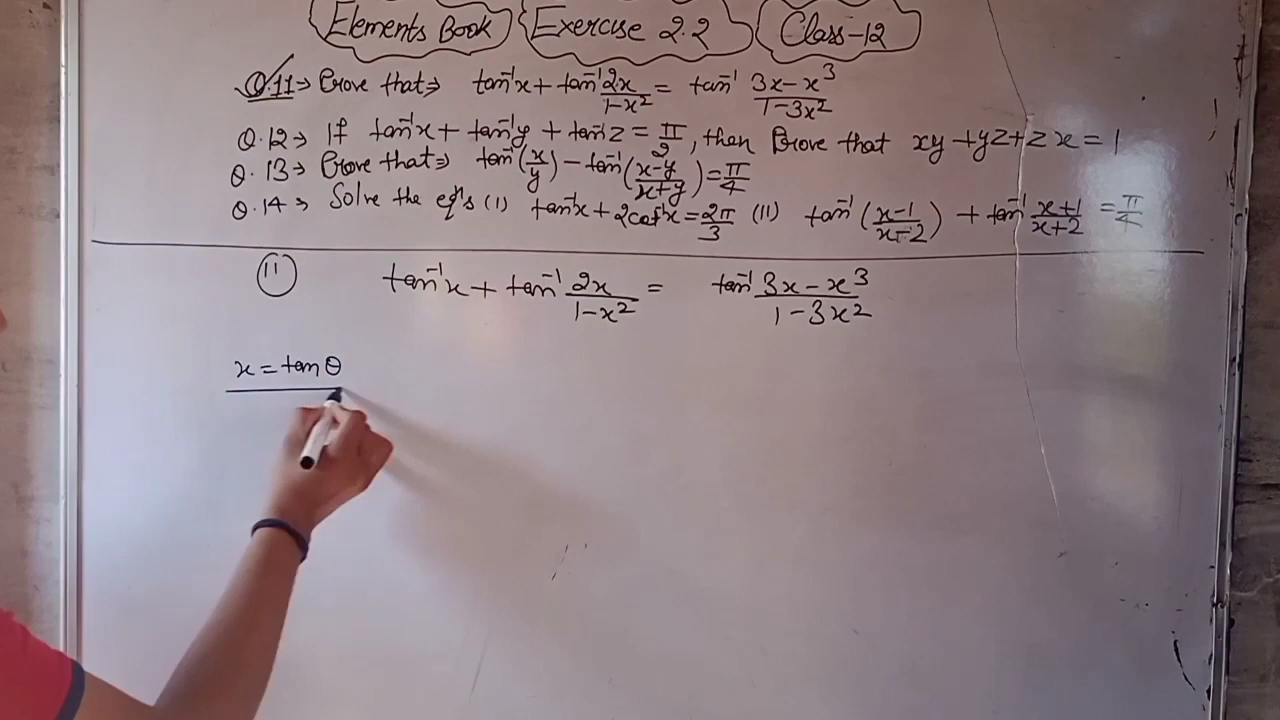 Elements Book Exercise 2.2 Class-12
Q.11→ Prove that⇒ tan⁻¹x + tan⁻¹ 2x/1-x² = tan⁻¹ 3x-x³/1-3x²
Q.12→ If tan⁻¹x + tan⁻¹y + tan⁻¹z = π/2, then Prove that xy+yz+zx=1
Q.13→ Prove that⇒ tan⁻¹(x/y) - tan⁻¹(x-y/x+y) = π/4
Q.14→ Solve the eqⁿs (I) tan⁻¹x + 2cot⁻¹x = 2π/3 (II) tan⁻¹(x-1/x-2) + tan⁻¹ x+1/x+2 = π/4
11 tan⁻¹x + tan⁻¹ 2x/1-x² = tan⁻¹ 3x-x³/1-3x²
x = tan θ